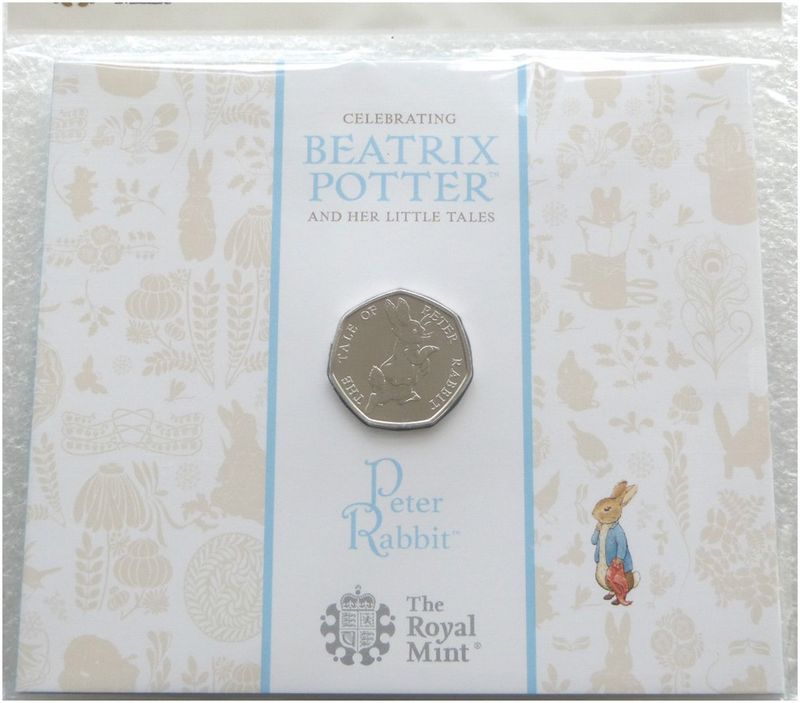 CELEBRATING
BEATRIX
POTTER™
AND HER LITTLE TALES
THE TALE OF PETER RABBIT
Peter
Rabbit™
The
Royal
Mint®